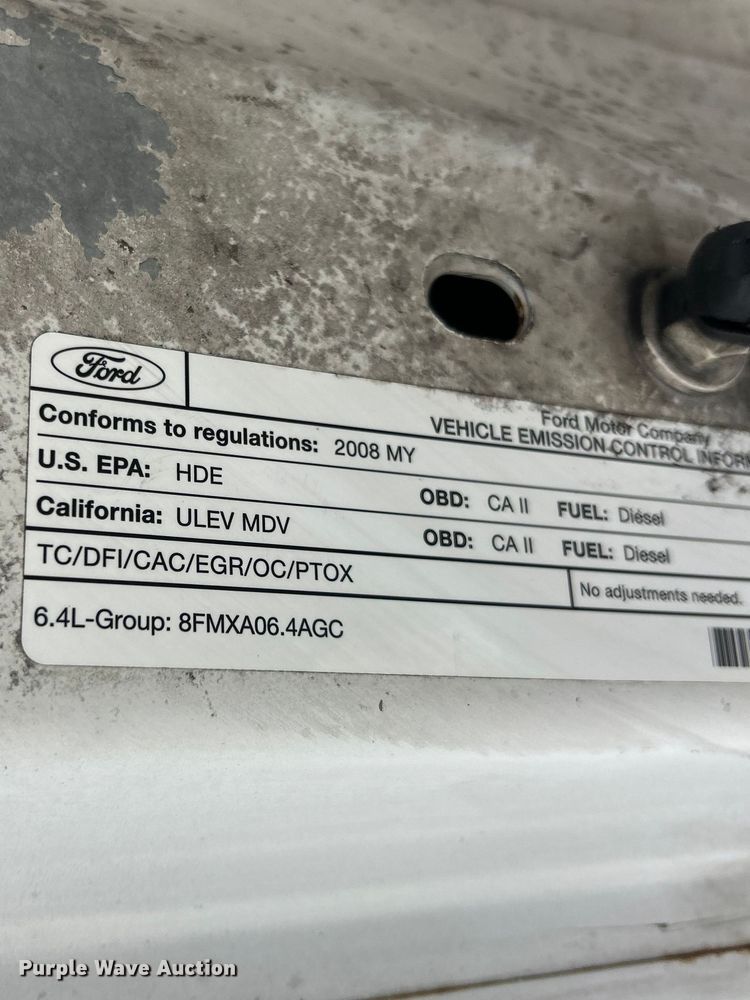 Ford
Ford Motor Company
VEHICLE EMISSION CONTROL
Conforms to regulations: 2008 MY
U.S. EPA: HDE OBD: CA II FUEL: Diesel
California: ULEV MDV OBD: CA II FUEL: Diesel
TC/DFI/CAC/EGR/OC/PTOX No adjustments needed.
6.4L-Group: 8FMXA06.4AGC
Purple Wave Auction